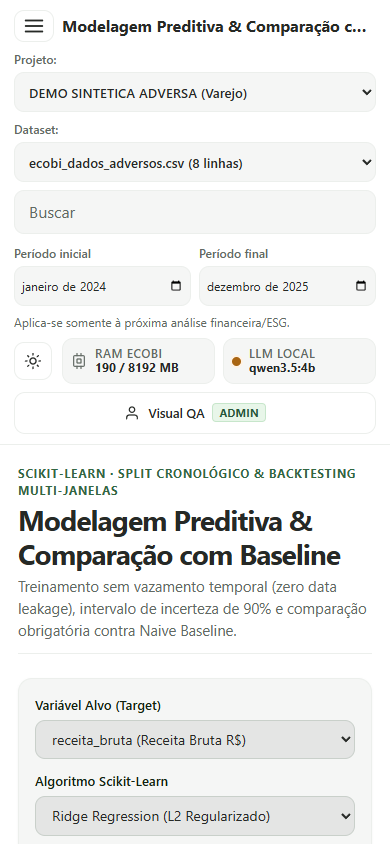 Modelagem Preditiva & Comparação c...
Projeto:
DEMO SINTETICA ADVERSA (Varejo)
Dataset:
ecobi_dados_adversos.csv (8 linhas)
Buscar
Período inicial
Período final
janeiro de 2024
dezembro de 2025
Aplica-se somente à próxima análise financeira/ESG.
RAM ECOBI
190 / 8192 MB
LLM LOCAL
qwen3.5:4b
Visual QA
ADMIN
SCIKIT-LEARN · SPLIT CRONOLÓGICO & BACKTESTING
MULTI-JANELAS
Modelagem Preditiva &
Comparação com Baseline
Treinamento sem vazamento temporal (zero data
leakage), intervalo de incerteza de 90% e comparação
obrigatória contra Naive Baseline.
Variável Alvo (Target)
receita_bruta (Receita Bruta R$)
Algoritmo Scikit-Learn
Ridge Regression (L2 Regularizado)